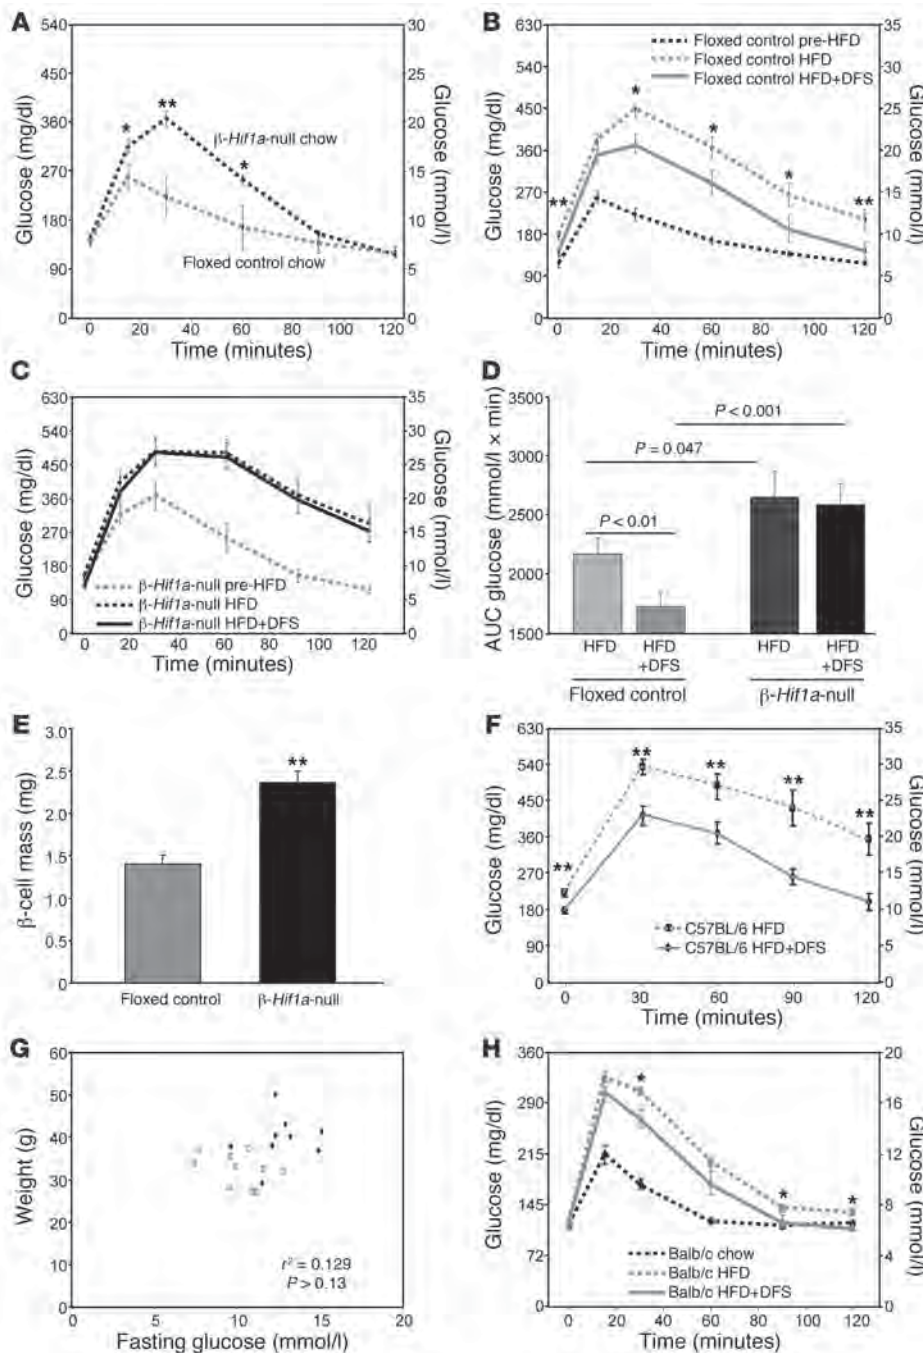 A
540
450
360
270
180
90
0
30
25
20
15
10
5
0
Glucose (mg/dl)
Glucose (mmol/l)
*
**
*
β-Hif1a-null chow
Floxed control chow
0 20 40 60 80 100 120
Time (minutes)
B
630
540
450
360
270
180
90
0
35
30
25
20
15
10
5
0
Glucose (mg/dl)
Glucose (mmol/l)
Floxed control pre-HFD
Floxed control HFD
Floxed control HFD+DFS
**
*
*
*
**
0 20 40 60 80 100 120
Time (minutes)
C
630
540
450
360
270
180
90
0
35
30
25
20
15
10
5
0
Glucose (mg/dl)
Glucose (mmol/l)
β-Hif1a-null pre-HFD
β-Hif1a-null HFD
β-Hif1a-null HFD+DFS
0 20 40 60 80 100 120
Time (minutes)
D
3500
3000
2500
2000
1500
AUC glucose (mmol/l × min)
P < 0.001
P = 0.047
P < 0.01
HFD HFD +DFS HFD HFD +DFS
Floxed control β-Hif1a-null
E
3.0
2.5
2.0
1.5
1.0
0.5
0
β-cell mass (mg)
**
Floxed control β-Hif1a-null
F
630
540
450
360
270
180
90
0
35
30
25
20
15
10
5
0
Glucose (mg/dl)
Glucose (mmol/l)
**
**
**
**
**
C57BL/6 HFD
C57BL/6 HFD+DFS
0 30 60 90 120
Time (minutes)
G
60
50
40
30
20
10
0
Weight (g)
r² = 0.129
P > 0.13
0 5 10 15 20
Fasting glucose (mmol/l)
H
360
290
215
145
72
0
20
16
12
8
4
0
Glucose (mg/dl)
Glucose (mmol/l)
*
*
*
Balb/c chow
Balb/c HFD
Balb/c HFD+DFS
0 20 40 60 80 100 120
Time (minutes)